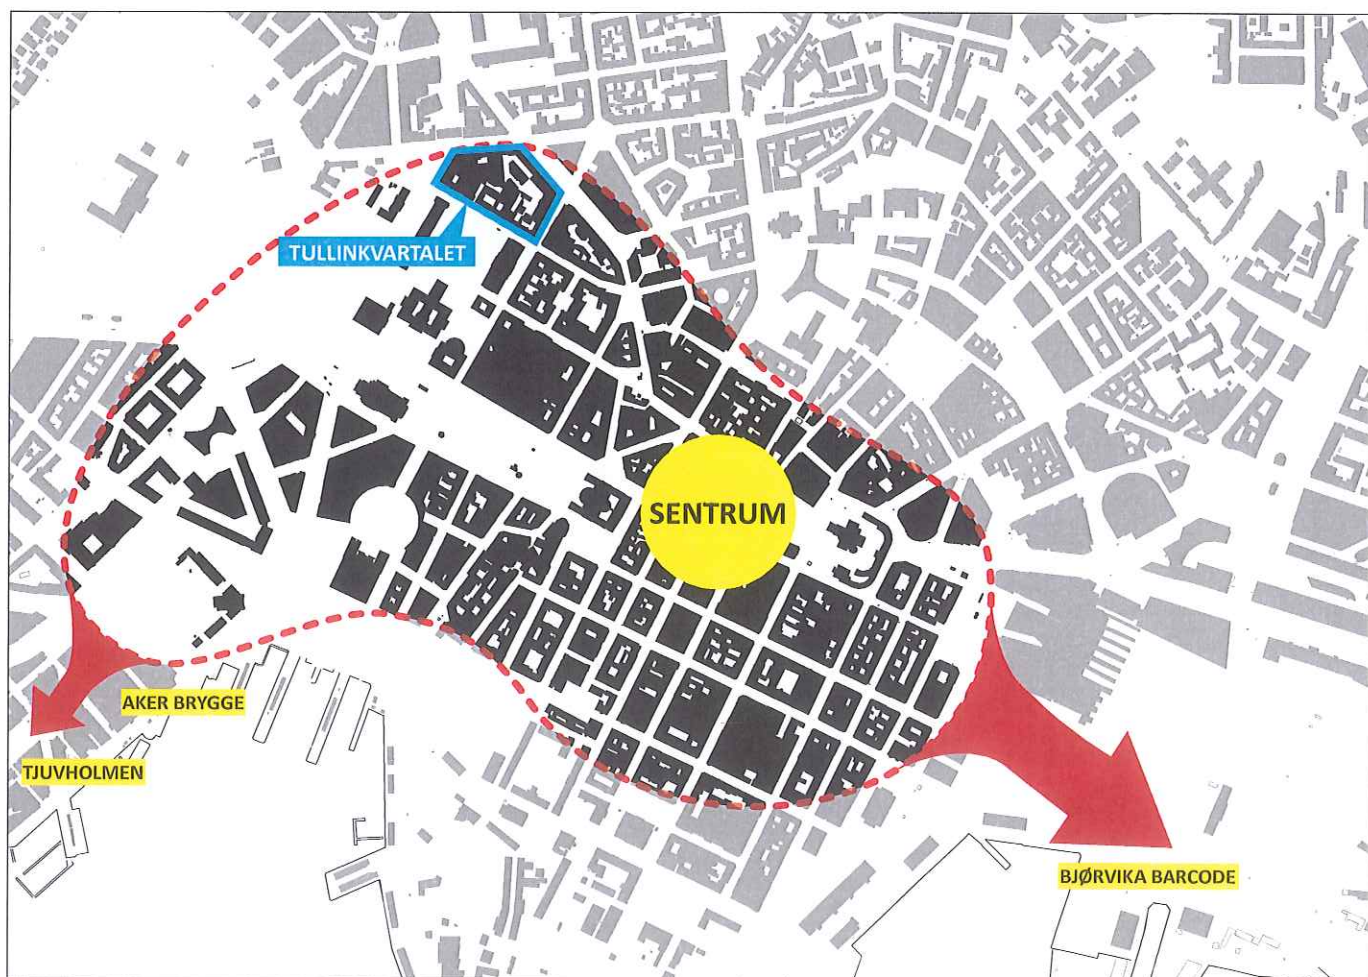 TULLINKVARTALET
SENTRUM
AKER BRYGGE
TJUVHOLMEN
BJØRVIKA BARCODE